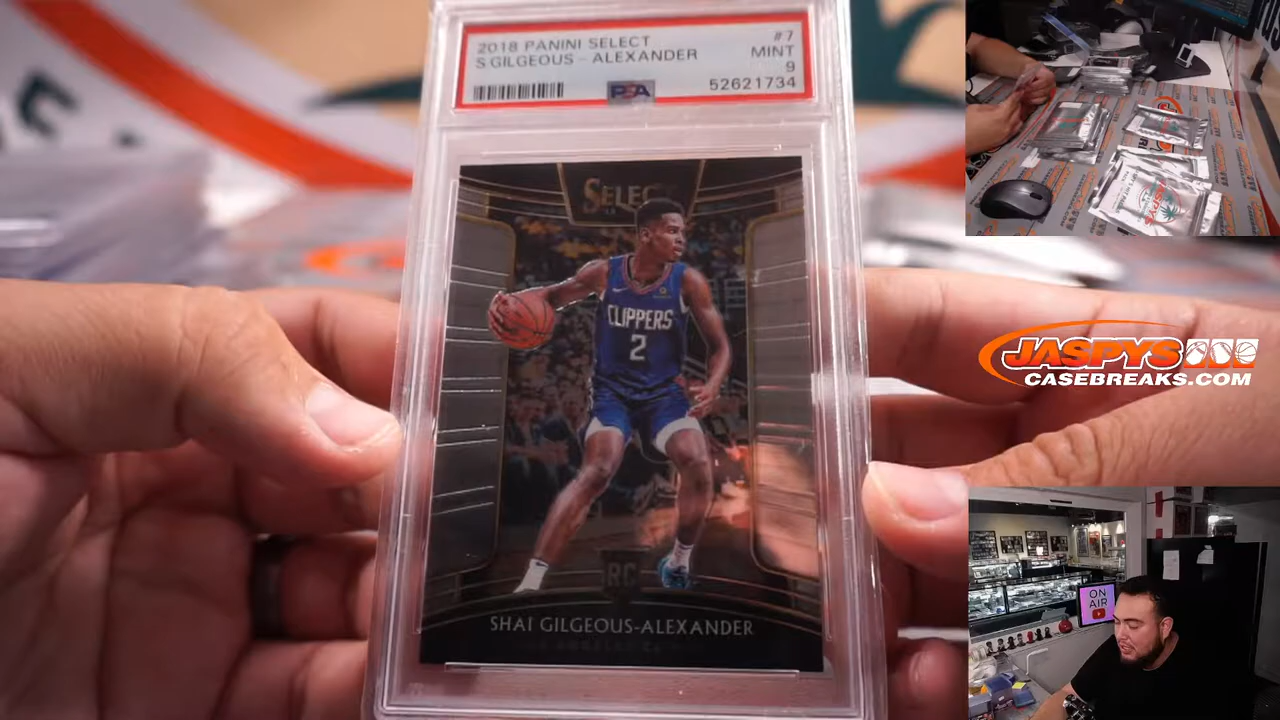 2018 PANINI SELECT
#7
S GILGEOUS - ALEXANDER
MINT
9
PSA
52621734
SELECT
CLIPPERS
2
RC
SHAI GILGEOUS-ALEXANDER
JASPYS
CASEBREAKS.COM
ON
AIR